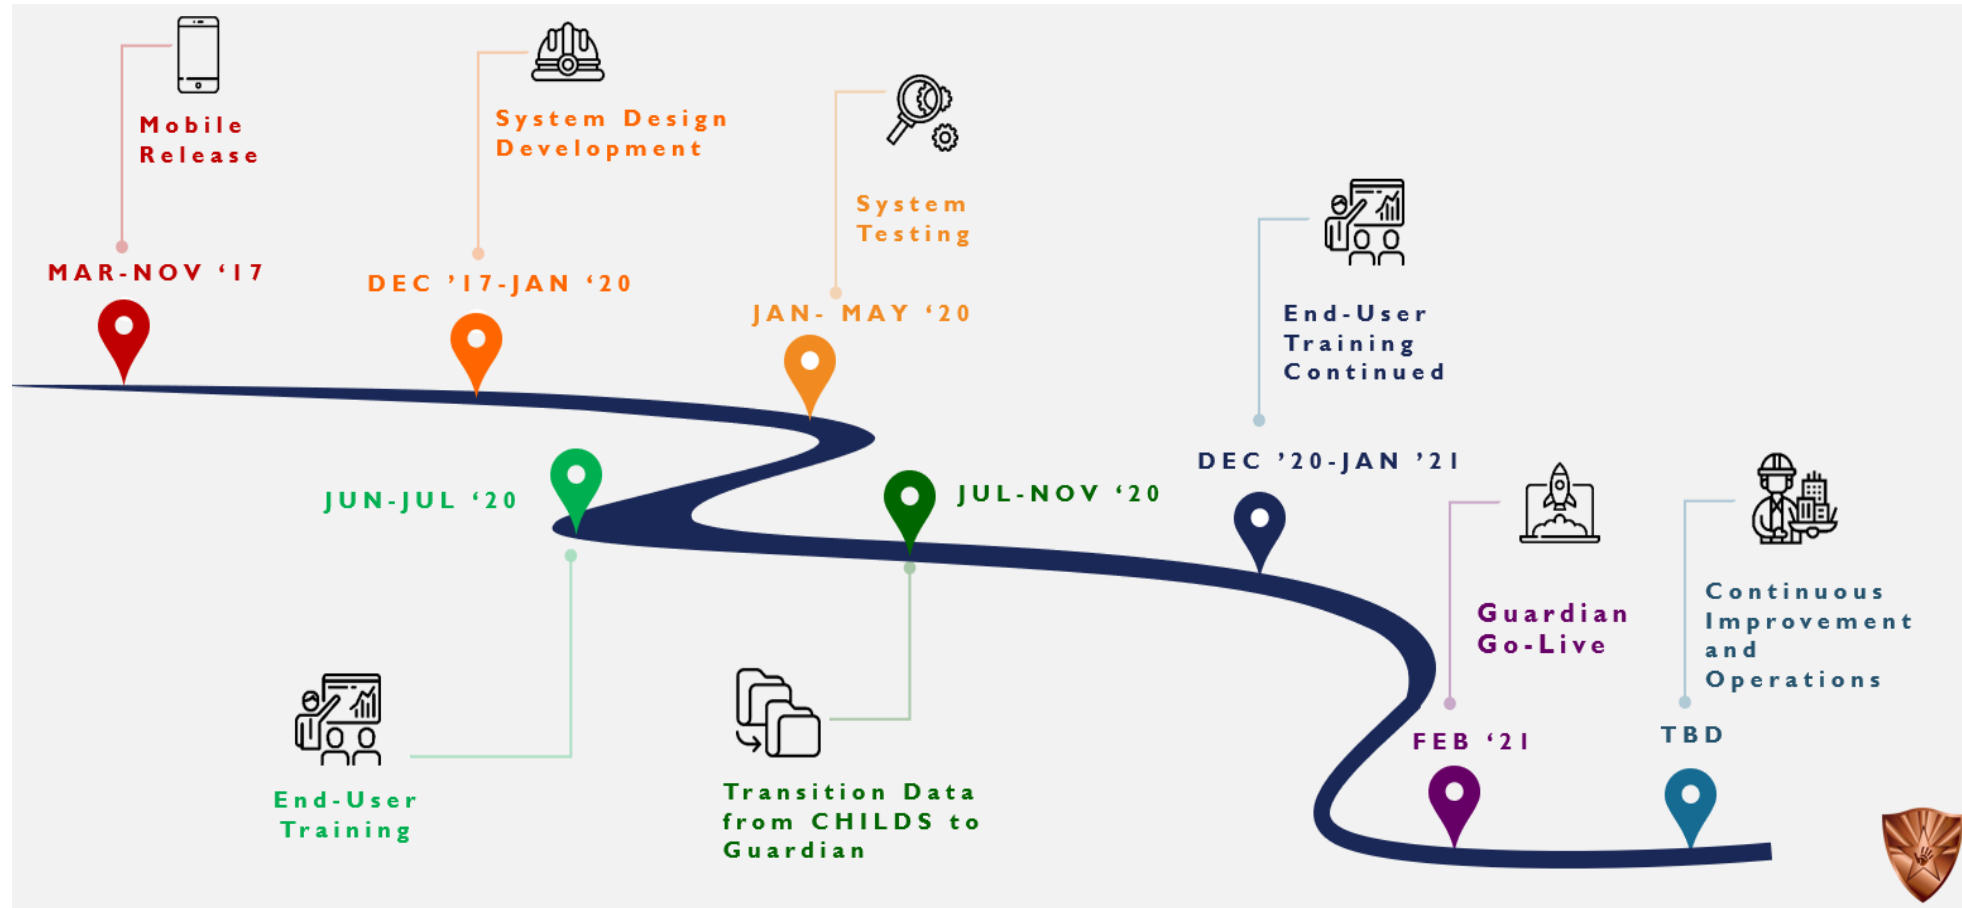 Mobile
Release
MAR-NOV ‘17
System Design
Development
DEC ’17-JAN ‘20
System
Testing
JAN- MAY ‘20
JUN-JUL ‘20
End-User
Training
JUL-NOV ‘20
Transition Data
from CHILDS to
Guardian
End-User
Training
Continued
DEC ’20-JAN ’21
Guardian
Go-Live
FEB ‘21
Continuous
Improvement
and
Operations
TBD